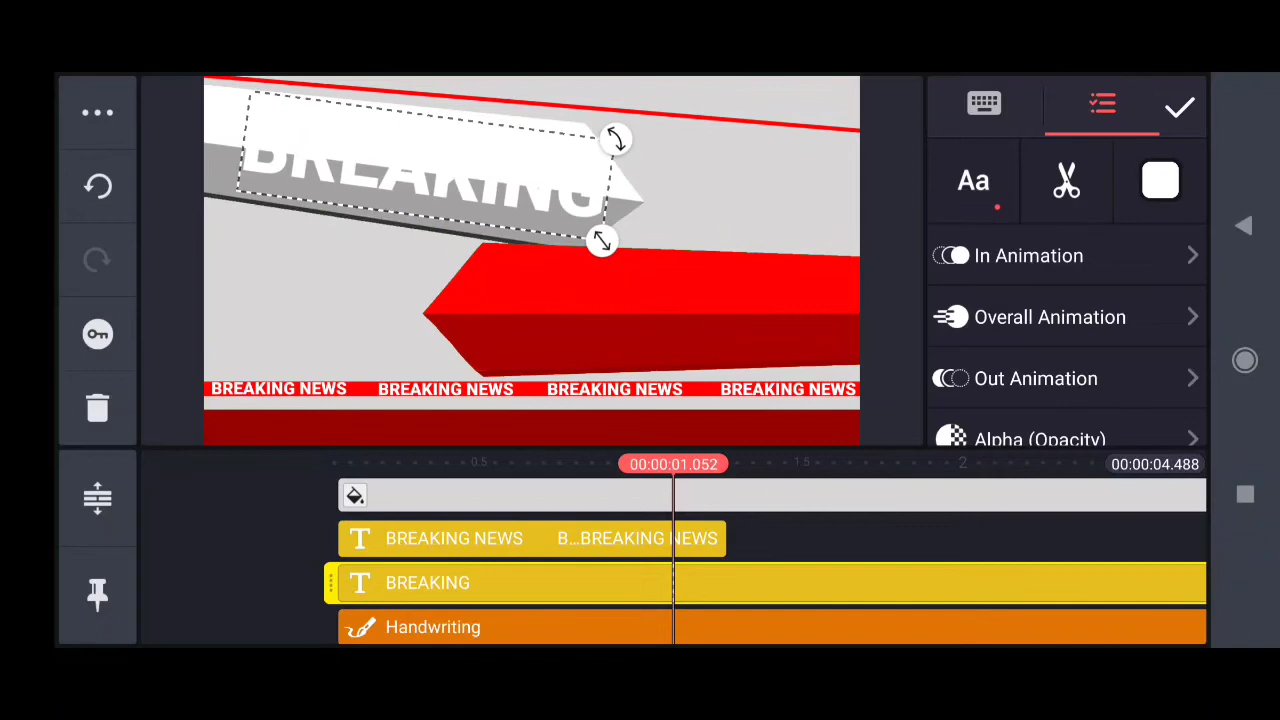 BREAKING
BREAKING NEWS BREAKING NEWS BREAKING NEWS BREAKING NEWS
Aa
In Animation
Overall Animation
Out Animation
Alpha (Opacity)
0.5 00:00:01.052 1.5 2 00:00:04.488
T BREAKING NEWS B...BREAKING NEWS
T BREAKING
Handwriting